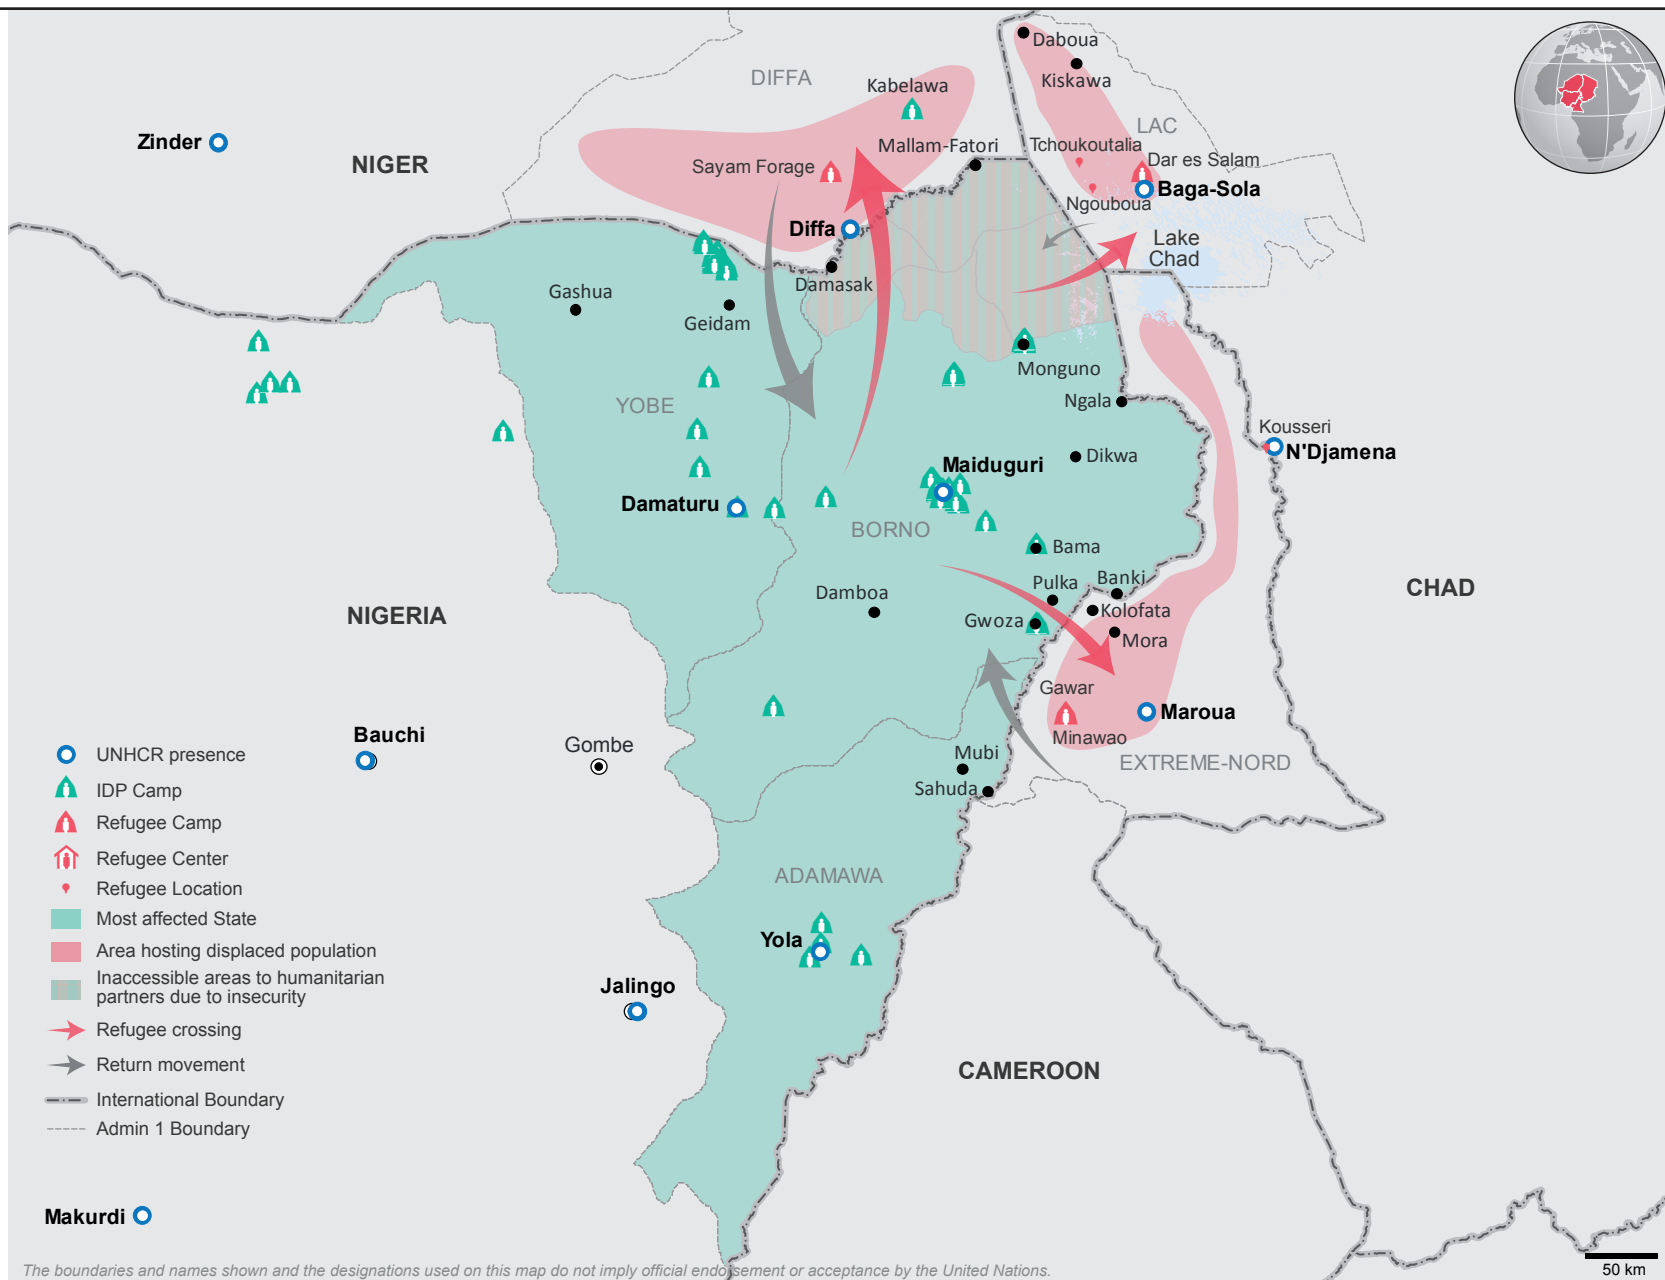 Daboua
Kiskawa
DIFFA
Kabelawa
LAC
Tchoukoutalia
Zinder
NIGER
Mallam-Fatori
Sayam Forage
Dar es Salam
Baga-Sola
Ngouboua
Diffa
Lake
Chad
Damasak
Gashua
Geidam
Monguno
Ngala
YOBE
Kousseri
N'Djamena
Dikwa
Maiduguri
Damaturu
BORNO
Bama
Pulka
Banki
CHAD
Damboa
Kolofata
NIGERIA
Gwoza
Mora
Gawar
Maroua
Minawao
Bauchi
Gombe
Mubi
EXTREME-NORD
Sahuda
ADAMAWA
Yola
Jalingo
CAMEROON
Makurdi
UNHCR presence
IDP Camp
Refugee Camp
Refugee Center
Refugee Location
Most affected State
Area hosting displaced population
Inaccessible areas to humanitarian
partners due to insecurity
Refugee crossing
Return movement
International Boundary
Admin 1 Boundary
The boundaries and names shown and the designations used on this map do not imply official endorsement or acceptance by the United Nations.
50 km